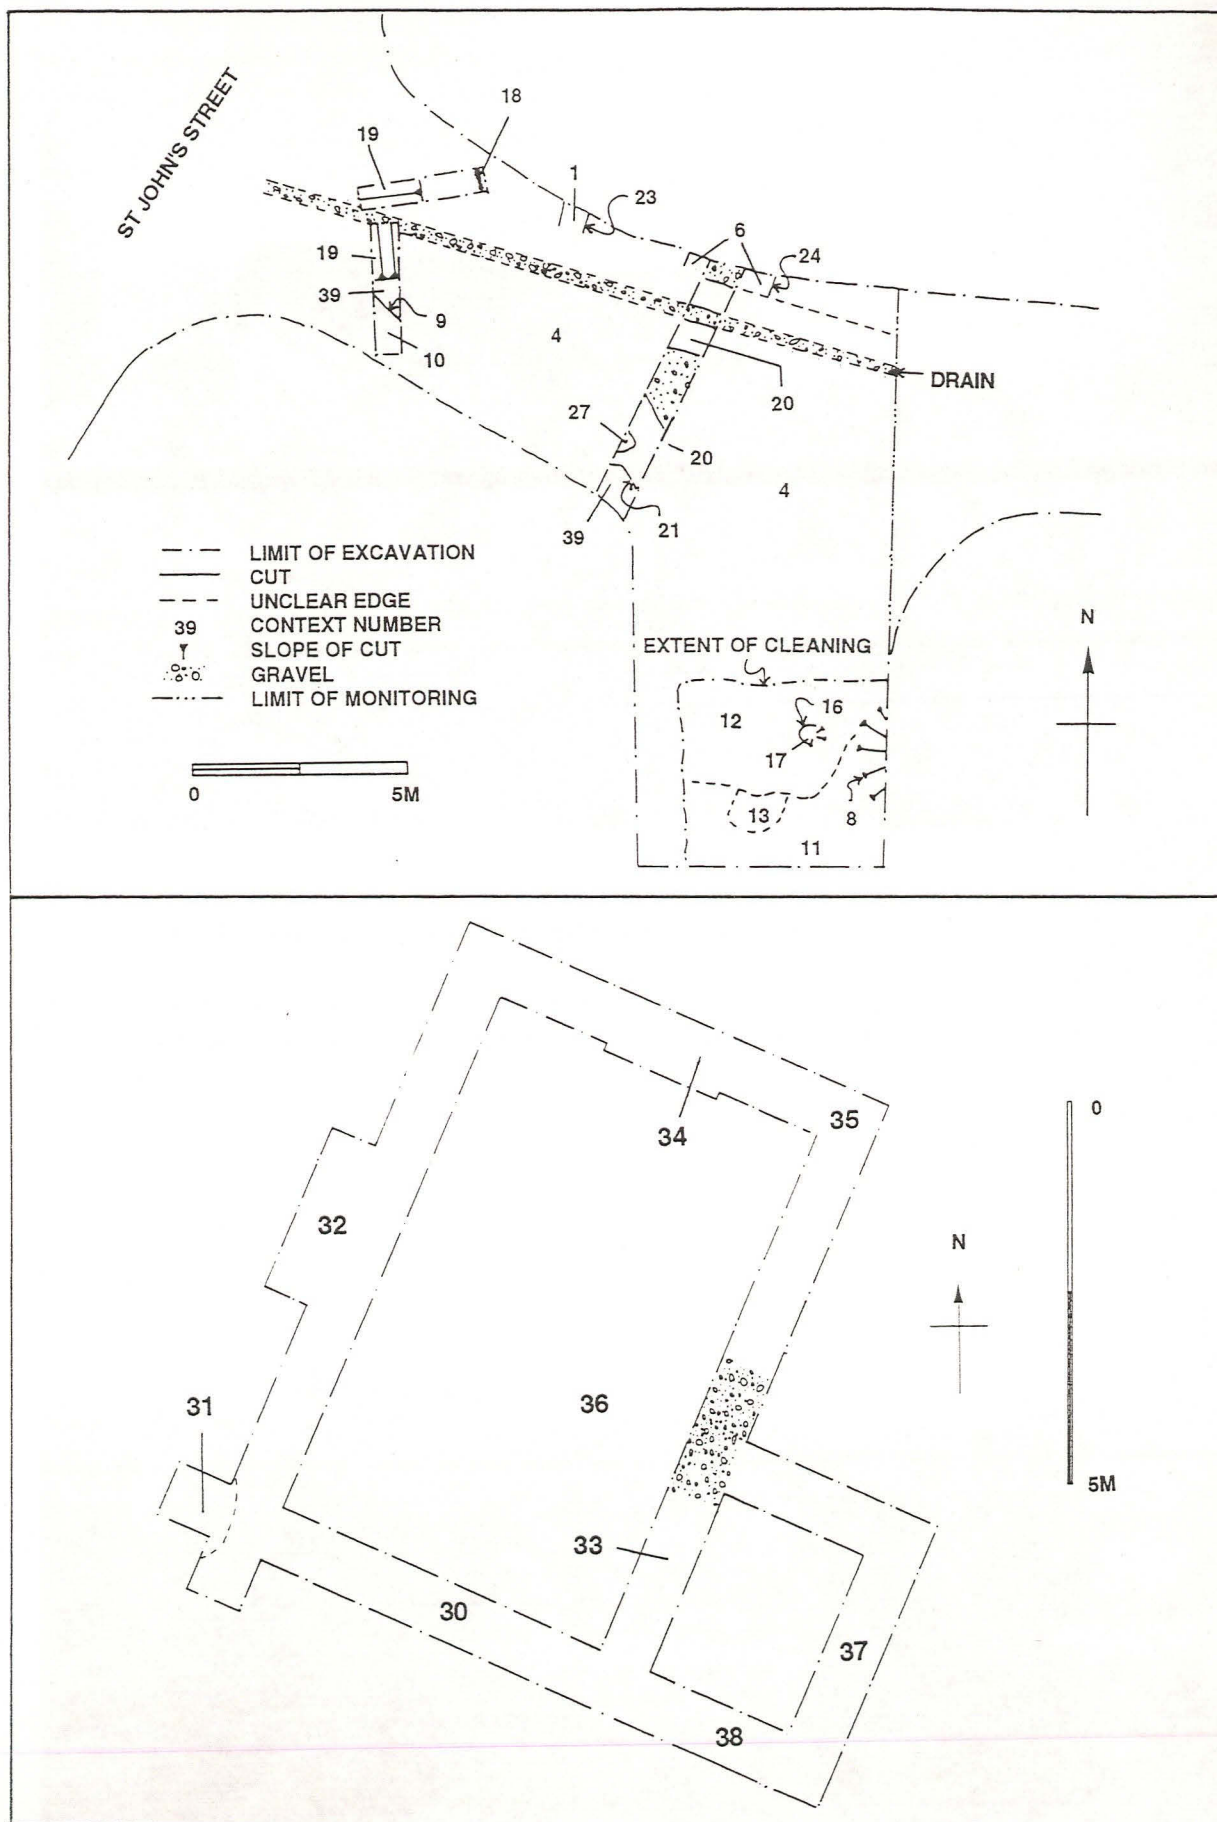 ST JOHN'S STREET
18
19
1
23
6
24
19
39
9
10
4
DRAIN
20
27
20
4
39
21
LIMIT OF EXCAVATION
CUT
UNCLEAR EDGE
39 CONTEXT NUMBER
SLOPE OF CUT
GRAVEL
LIMIT OF MONITORING
0 5M
EXTENT OF CLEANING
N
12
16
17
13
8
11
35
34
0
32
N
36
31
5M
33
30
37
38